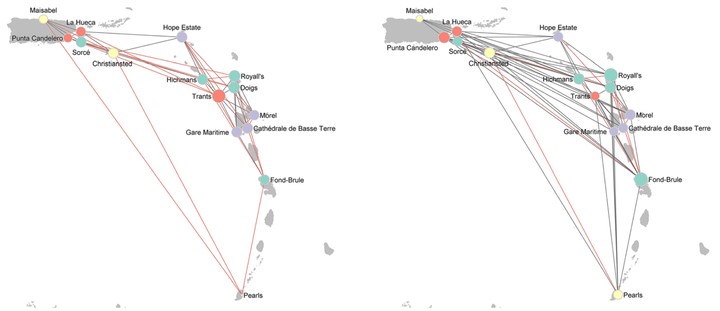 Maisabel
La Hueca
Hope Estate
Punta Candelero
Sorcé
Christiansted
Hichmans
Royall's
Doigs
Trants
Morel
Gare Maritime
Cathédrale de Basse Terre
Fond-Brule
Pearls
Maisabel
La Hueca
Hope Estate
Punta Candelero
Sorcé
Christiansted
Hichmans
Royall's
Doigs
Trants
Morel
Gare Maritime
Cathédrale de Basse Terre
Fond-Brule
Pearls